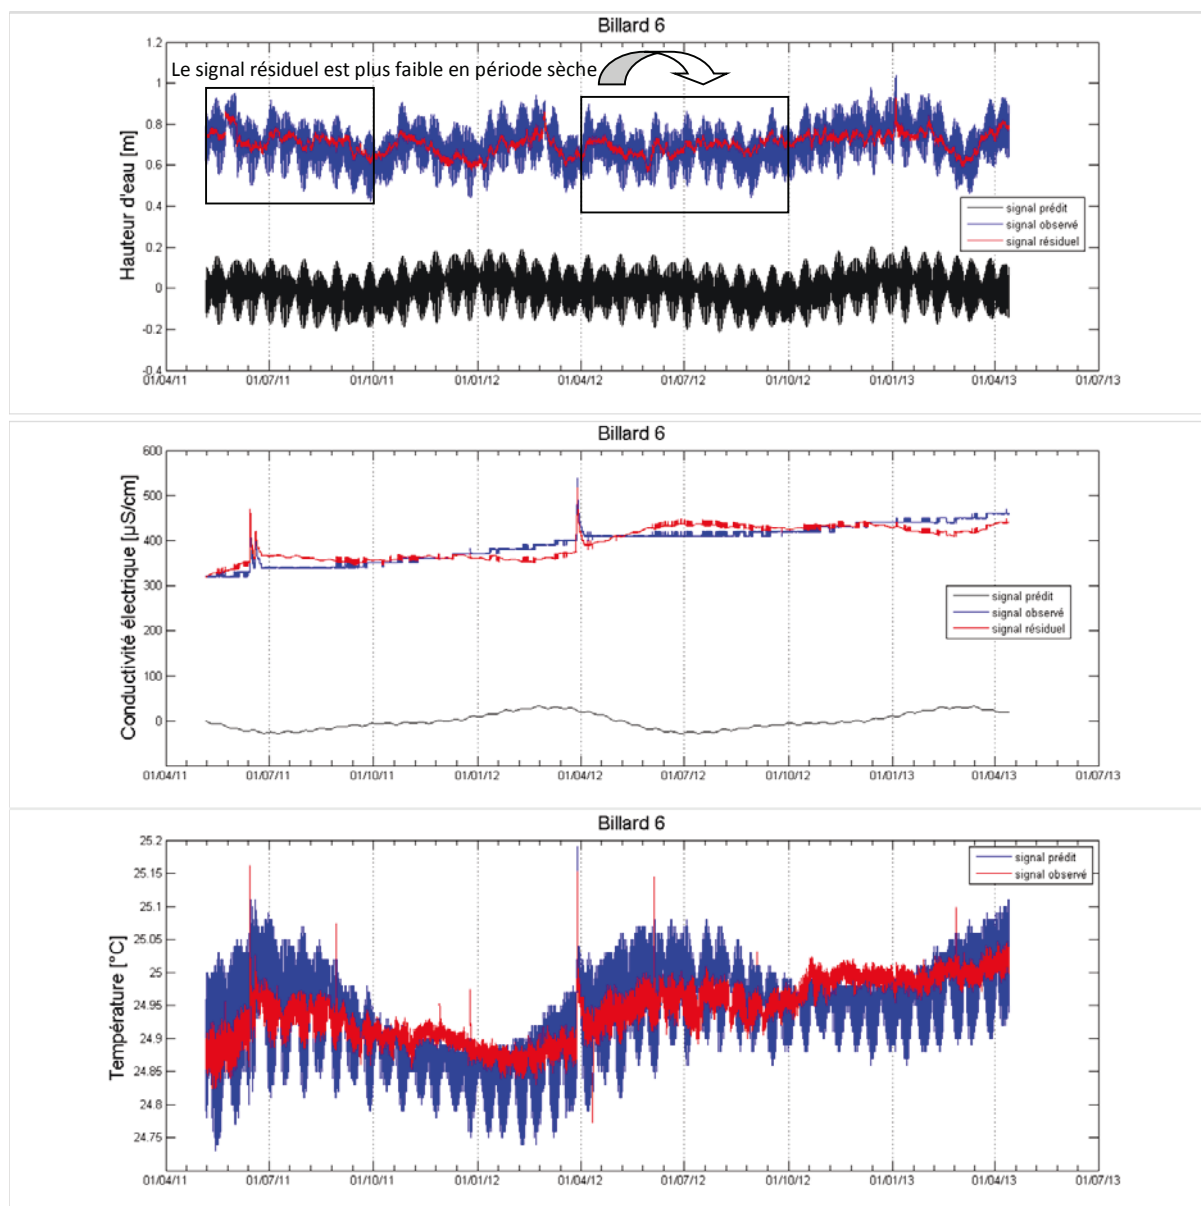 Billard 6
Le signal résiduel est plus faible en période sèche
Hauteur d'eau [m]
1.2
1
0.8
0.6
0.4
0.2
0
-0.2
-0.4
signal prédit
signal observé
signal résiduel
01/04/11 01/07/11 01/10/11 01/01/12 01/04/12 01/07/12 01/10/12 01/01/13 01/04/13 01/07/13
Billard 6
Conductivité électrique [µS/cm]
600
500
400
300
200
100
0
signal prédit
signal observé
signal résiduel
01/04/11 01/07/11 01/10/11 01/01/12 01/04/12 01/07/12 01/10/12 01/01/13 01/04/13 01/07/13
Billard 6
Température [°C]
25.2
25.15
25.1
25.05
25
24.95
24.9
24.85
24.8
24.75
signal prédit
signal observé
01/04/11 01/07/11 01/10/11 01/01/12 01/04/12 01/07/12 01/10/12 01/01/13 01/04/13 01/07/13